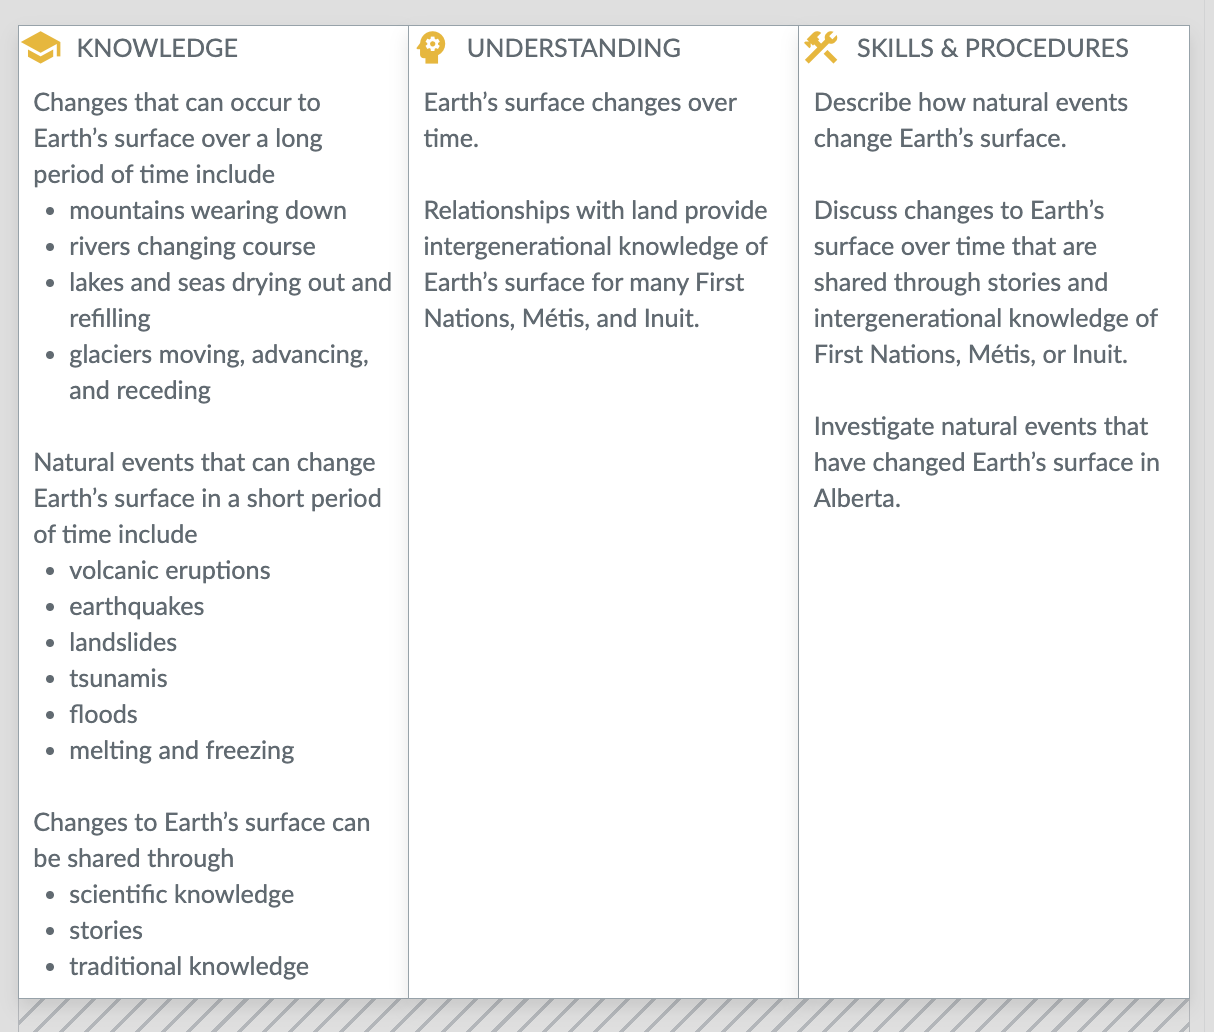 KNOWLEDGE
Changes that can occur to
Earth’s surface over a long
period of time include
• mountains wearing down
• rivers changing course
• lakes and seas drying out and
refilling
• glaciers moving, advancing,
and receding
Natural events that can change
Earth’s surface in a short period
of time include
• volcanic eruptions
• earthquakes
• landslides
• tsunamis
• floods
• melting and freezing
Changes to Earth’s surface can
be shared through
• scientific knowledge
• stories
• traditional knowledge
UNDERSTANDING
Earth’s surface changes over
time.
Relationships with land provide
intergenerational knowledge of
Earth’s surface for many First
Nations, Métis, and Inuit.
SKILLS & PROCEDURES
Describe how natural events
change Earth’s surface.
Discuss changes to Earth’s
surface over time that are
shared through stories and
intergenerational knowledge of
First Nations, Métis, or Inuit.
Investigate natural events that
have changed Earth’s surface in
Alberta.